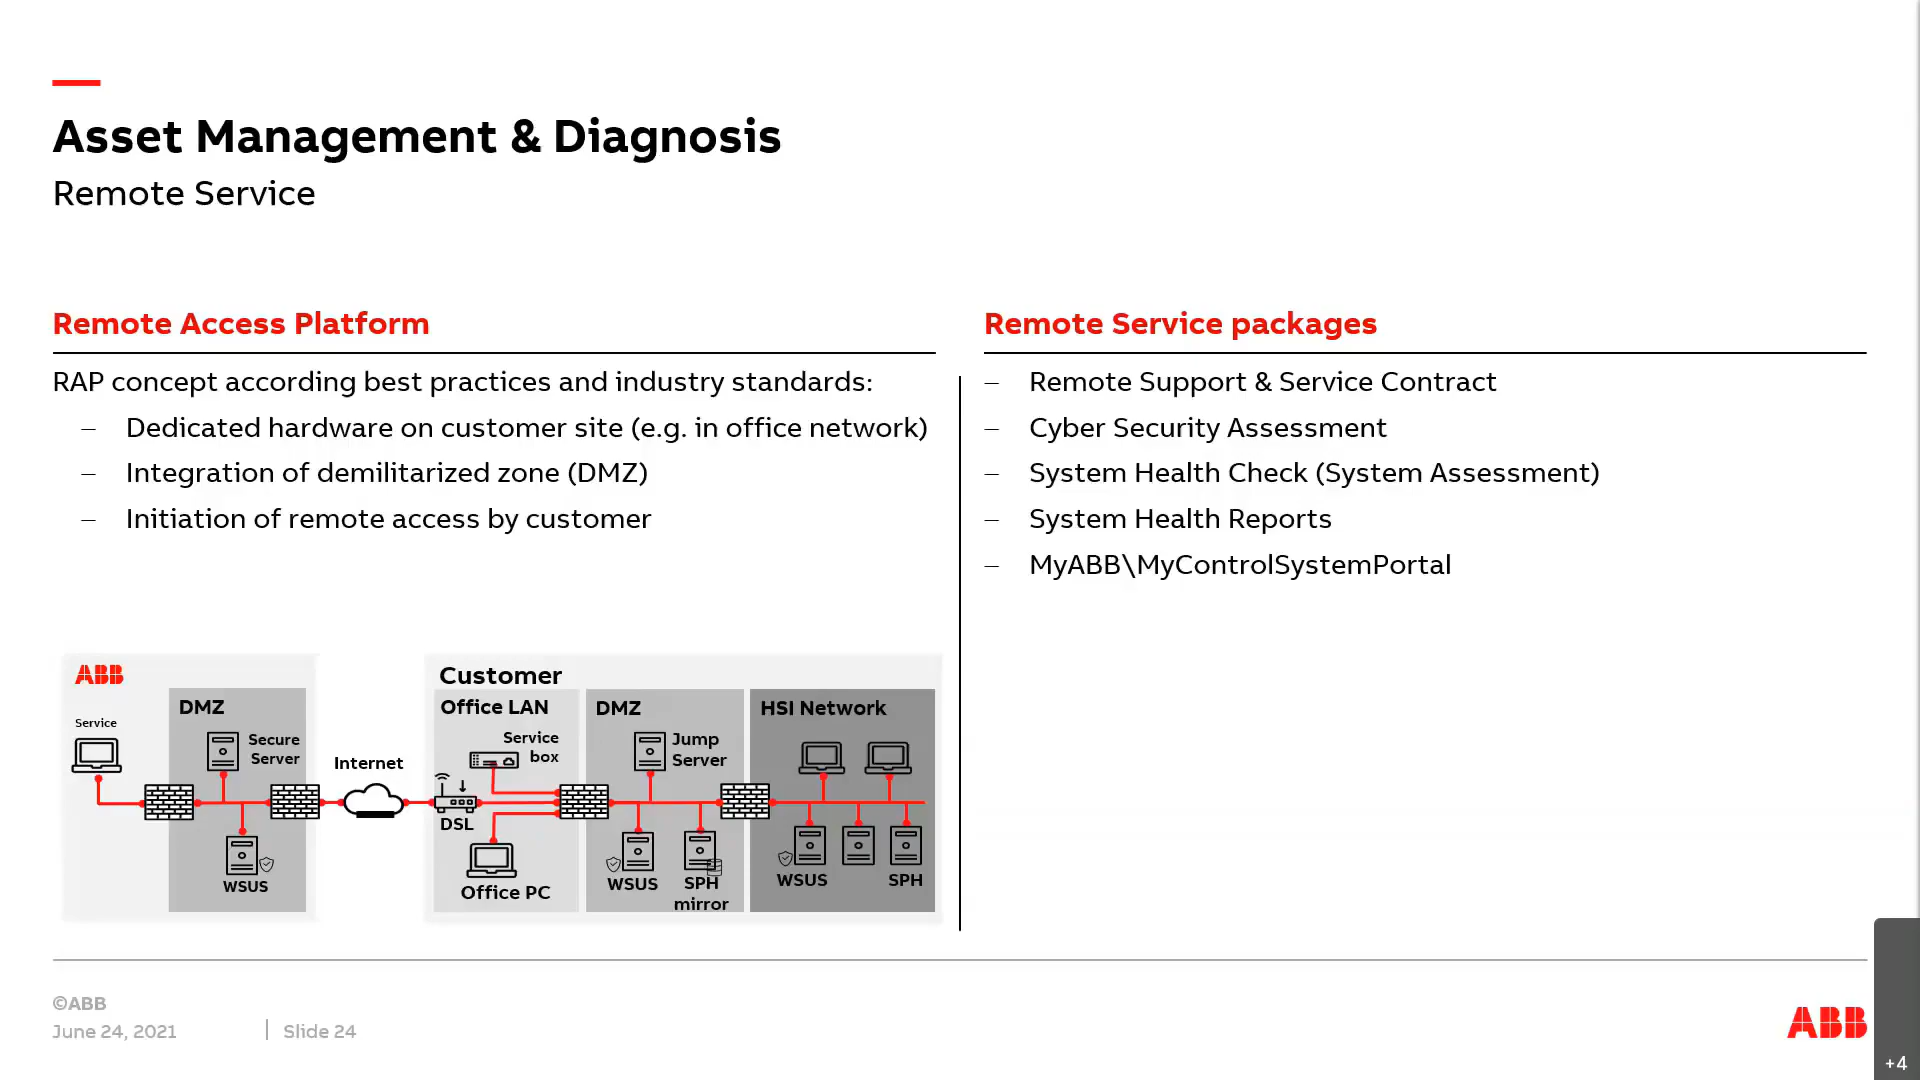 Asset Management & Diagnosis
Remote Service
Remote Access Platform
RAP concept according best practices and industry standards:
– Dedicated hardware on customer site (e.g. in office network)
– Integration of demilitarized zone (DMZ)
– Initiation of remote access by customer
Remote Service packages
– Remote Support & Service Contract
– Cyber Security Assessment
– System Health Check (System Assessment)
– System Health Reports
– MyABB\MyControlSystemPortal
ABB
Service
DMZ
Secure
Server
WSUS
Internet
Customer
Office LAN
Service
box
DSL
Office PC
DMZ
Jump
Server
WSUS
SPH
mirror
HSI Network
WSUS
SPH
©ABB
June 24, 2021
Slide 24
ABB
+4